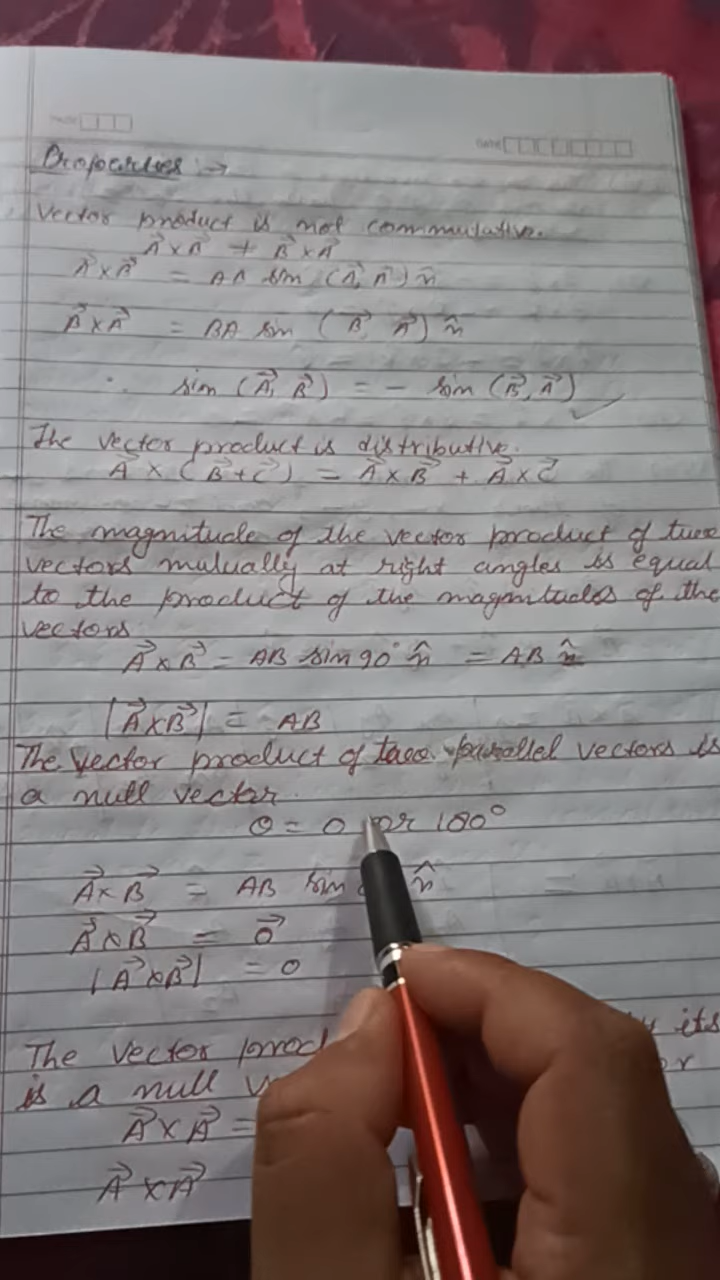 DATE
Properties :→
Vector product is not commutative.
A⃗ × B⃗ ≠ B⃗ × A⃗
A⃗ × B⃗ = AB sin (A⃗, B⃗) n̂
B⃗ × A⃗ = BA sin (B⃗, A⃗) n̂
∴ sin (A⃗, B⃗) = - sin (B⃗, A⃗)
The vector product is distributive.
A⃗ × (B⃗ + C⃗) = A⃗ × B⃗ + A⃗ × C⃗
The magnitude of the vector product of two
vectors mutually at right angles is equal
to the product of the magnitudes of the
vectors
A⃗ × B⃗ = AB sin 90° n̂ = AB n̂
|A⃗ × B⃗| = AB
The vector product of two parallel vectors is
a null vector.
θ = 0 or 180°
A⃗ × B⃗ = AB sin n̂
A⃗ × B⃗ = 0⃗
|A⃗ × B⃗| = 0
The vector its
is a null
A⃗ × A⃗ =
A⃗ × A⃗